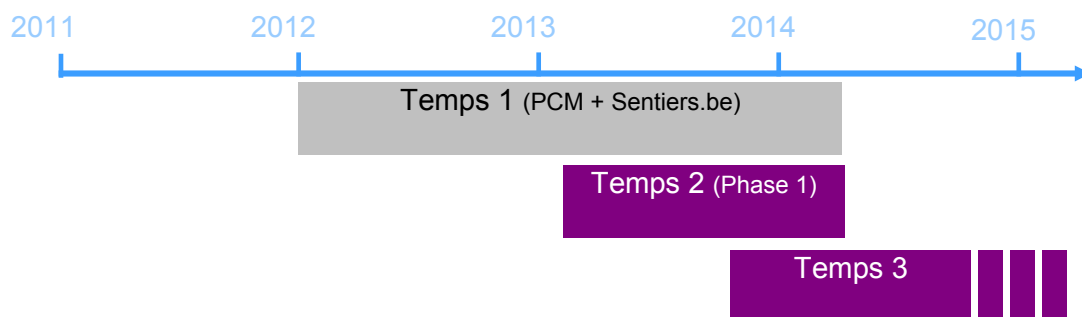 2011 2012 2013 2014 2015
Temps 1 (PCM + Sentiers.be)
Temps 2 (Phase 1)
Temps 3